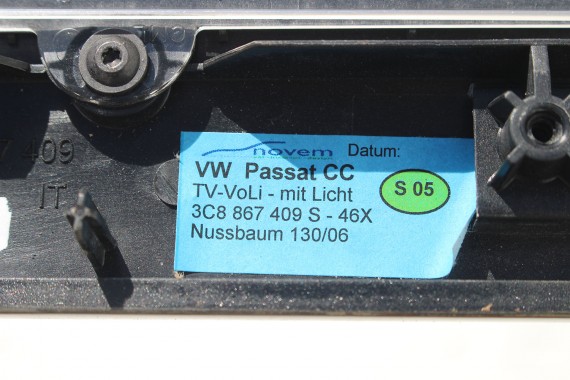 novem Datum:
VW Passat CC
TV-VoLi - mit Licht
S 05
3C8 867 409 S - 46X
Nussbaum 130/06
7 409
IT